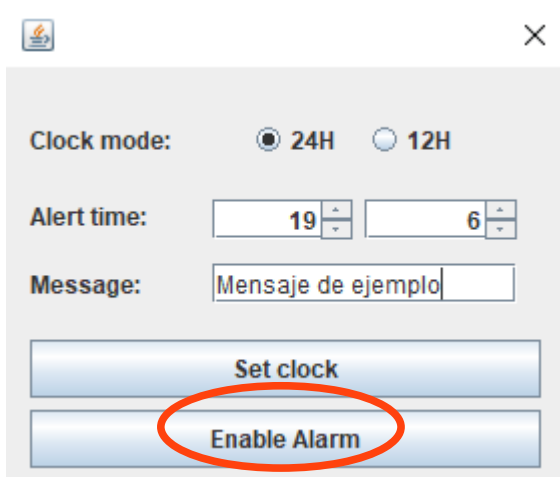 Clock mode: 24H 12H
Alert time: 19 6
Message: Mensaje de ejemplo
Set clock
Enable Alarm